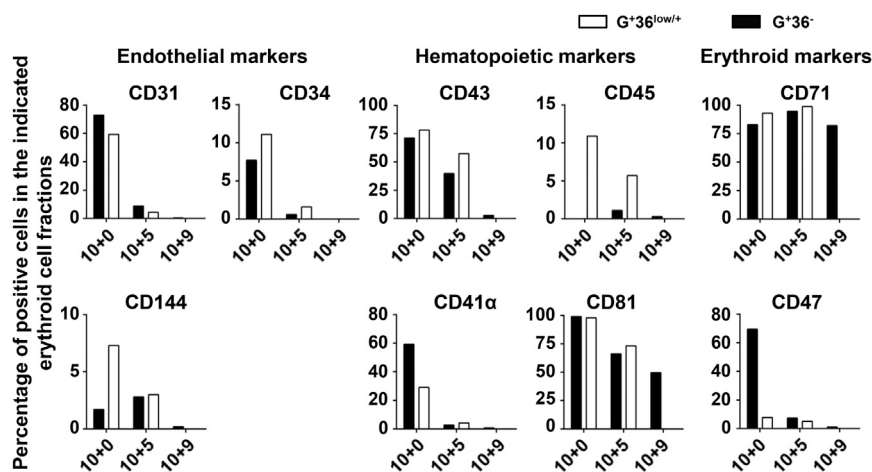 G⁺36ˡᵒʷ/⁺ G⁺36⁻
Endothelial markers Hematopoietic markers Erythroid markers
Percentage of positive cells in the indicated
erythroid cell fractions
CD31
80
60
40
20
0
10+0 10+5 10+9
CD34
15
10
5
0
10+0 10+5 10+9
CD43
100
75
50
25
0
10+0 10+5 10+9
CD45
15
10
5
0
10+0 10+5 10+9
CD71
100
75
50
25
0
10+0 10+5 10+9
CD144
10
5
0
10+0 10+5 10+9
CD41α
80
60
40
20
0
10+0 10+5 10+9
CD81
100
75
50
25
0
10+0 10+5 10+9
CD47
80
60
40
20
0
10+0 10+5 10+9